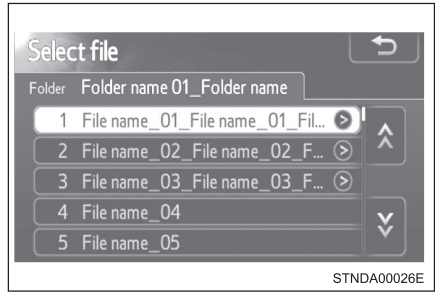 Select file
Folder Folder name 01_Folder name
1 File name_01_File name_01_Fil...
2 File name_02_File name_02_F...
3 File name_03_File name_03_F...
4 File name_04
5 File name_05
STNDA00026E